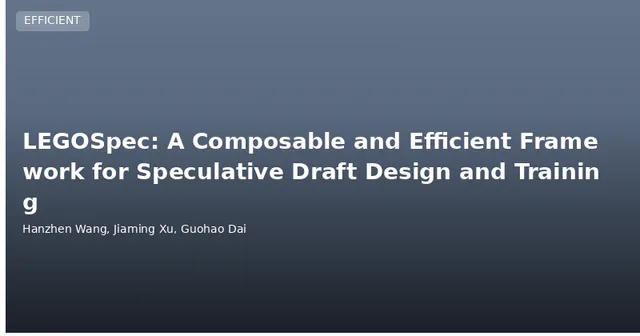 EFFICIENT
LEGOSpec: A Composable and Efficient Frame
work for Speculative Draft Design and Trainin
g
Hanzhen Wang, Jiaming Xu, Guohao Dai